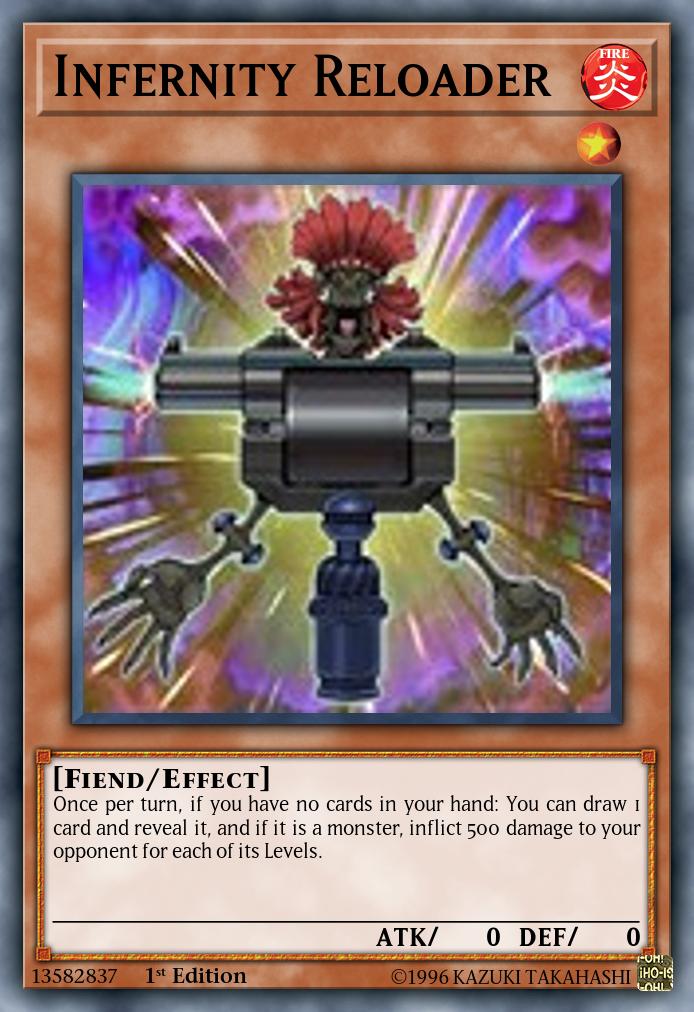 INFERNITY RELOADER
FIRE
炎
[FIEND/EFFECT]
Once per turn, if you have no cards in your hand: You can draw 1
card and reveal it, and if it is a monster, inflict 500 damage to your
opponent for each of its Levels.
ATK/ 0 DEF/ 0
13582837 1st Edition ©1996 KAZUKI TAKAHASHI